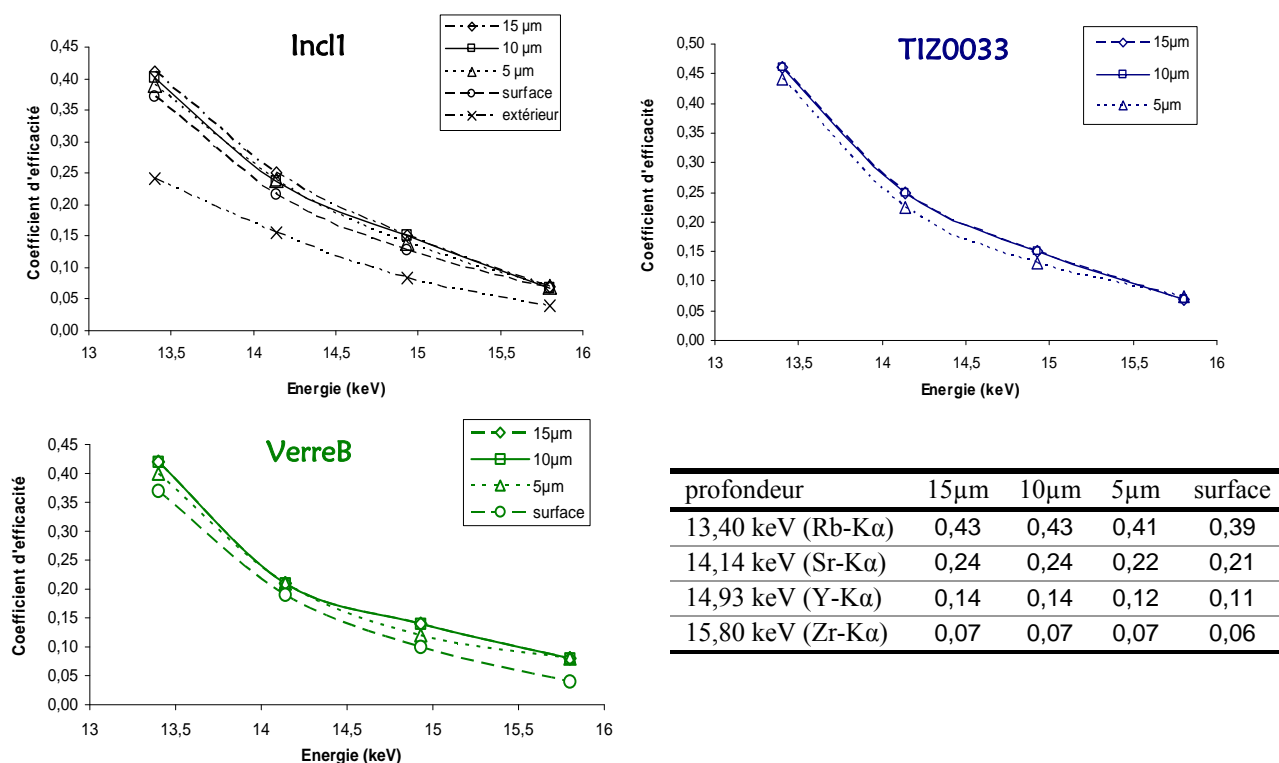 Incl1
15 µm
10 µm
5 µm
surface
extérieur
Coefficient d'efficacité
0,45
0,40
0,35
0,30
0,25
0,20
0,15
0,10
0,05
0,00
13 13,5 14 14,5 15 15,5 16
Energie (keV)
TIZ0033
15µm
10µm
5µm
Coefficient d'efficacité
0,50
0,45
0,40
0,35
0,30
0,25
0,20
0,15
0,10
0,05
0,00
13 13,5 14 14,5 15 15,5 16
Energie (keV)
VerreB
15µm
10µm
5µm
surface
Coefficient d'efficacité
0,45
0,40
0,35
0,30
0,25
0,20
0,15
0,10
0,05
0,00
13 13,5 14 14,5 15 15,5 16
Energie (keV)
profondeur 15µm 10µm 5µm surface
13,40 keV (Rb-Kα) 0,43 0,43 0,41 0,39
14,14 keV (Sr-Kα) 0,24 0,24 0,22 0,21
14,93 keV (Y-Kα) 0,14 0,14 0,12 0,11
15,80 keV (Zr-Kα) 0,07 0,07 0,07 0,06